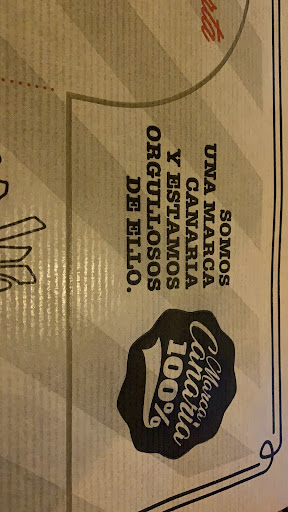 SOMOS
UNA MARCA
CANARIA
Y ESTAMOS
ORGULLOSOS
DE ELLO.
Marca
Canaria
100%